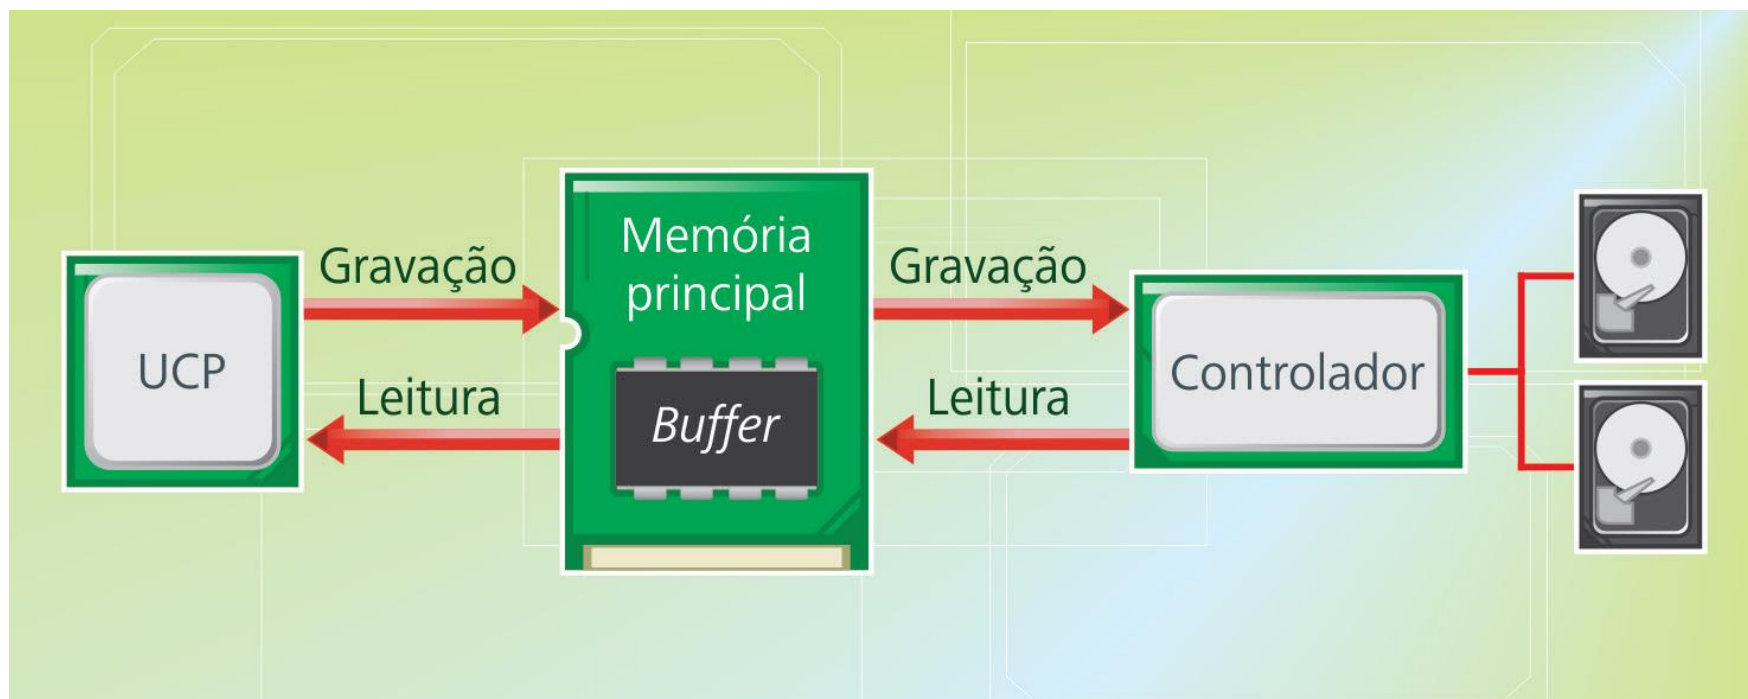 UCP
Gravação
Leitura
Memória
principal
Buffer
Gravação
Leitura
Controlador